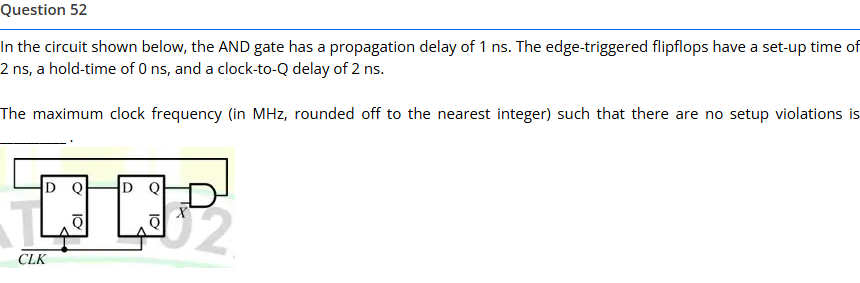 Question 52
In the circuit shown below, the AND gate has a propagation delay of 1 ns. The edge-triggered flipflops have a set-up time of
2 ns, a hold-time of 0 ns, and a clock-to-Q delay of 2 ns.
The maximum clock frequency (in MHz, rounded off to the nearest integer) such that there are no setup violations is
________ .
D Q D Q
Q̅ Q̅ X
CLK